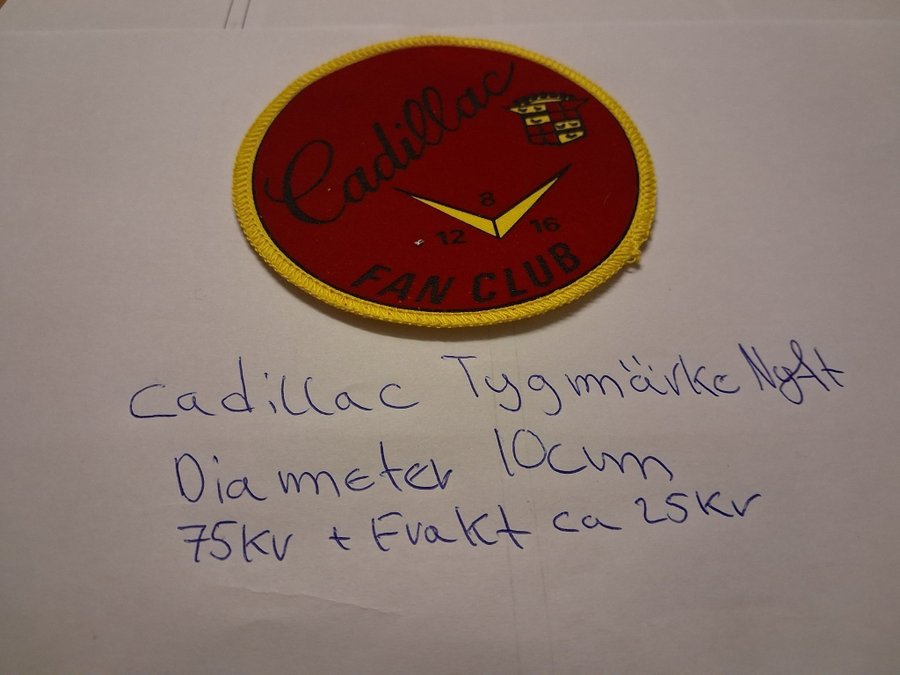 Cadillac
8
12 16
FAN CLUB
Cadillac Tygmärke Nytt
Diameter 10cm
75kr + Frakt ca 25kr